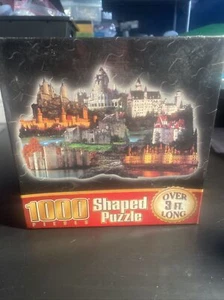 1000
PIECES
Shaped
Puzzle
OVER
3 FT.
LONG